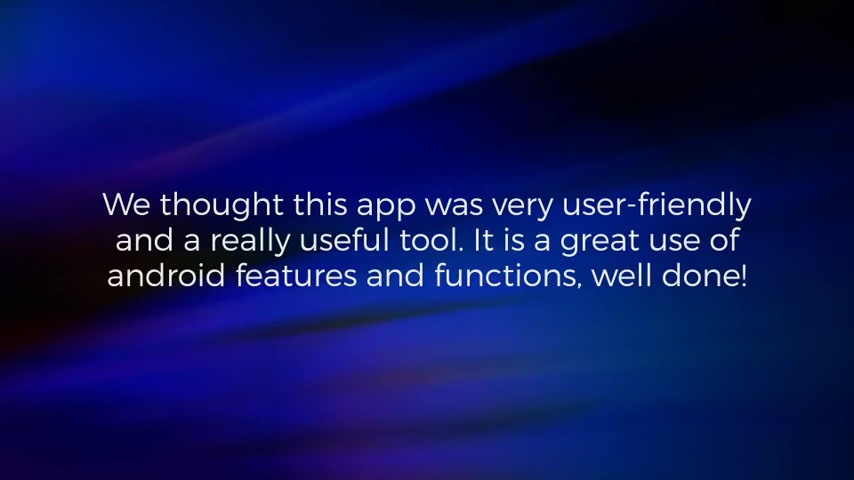 We thought this app was very user-friendly
and a really useful tool. It is a great use of
android features and functions, well done!